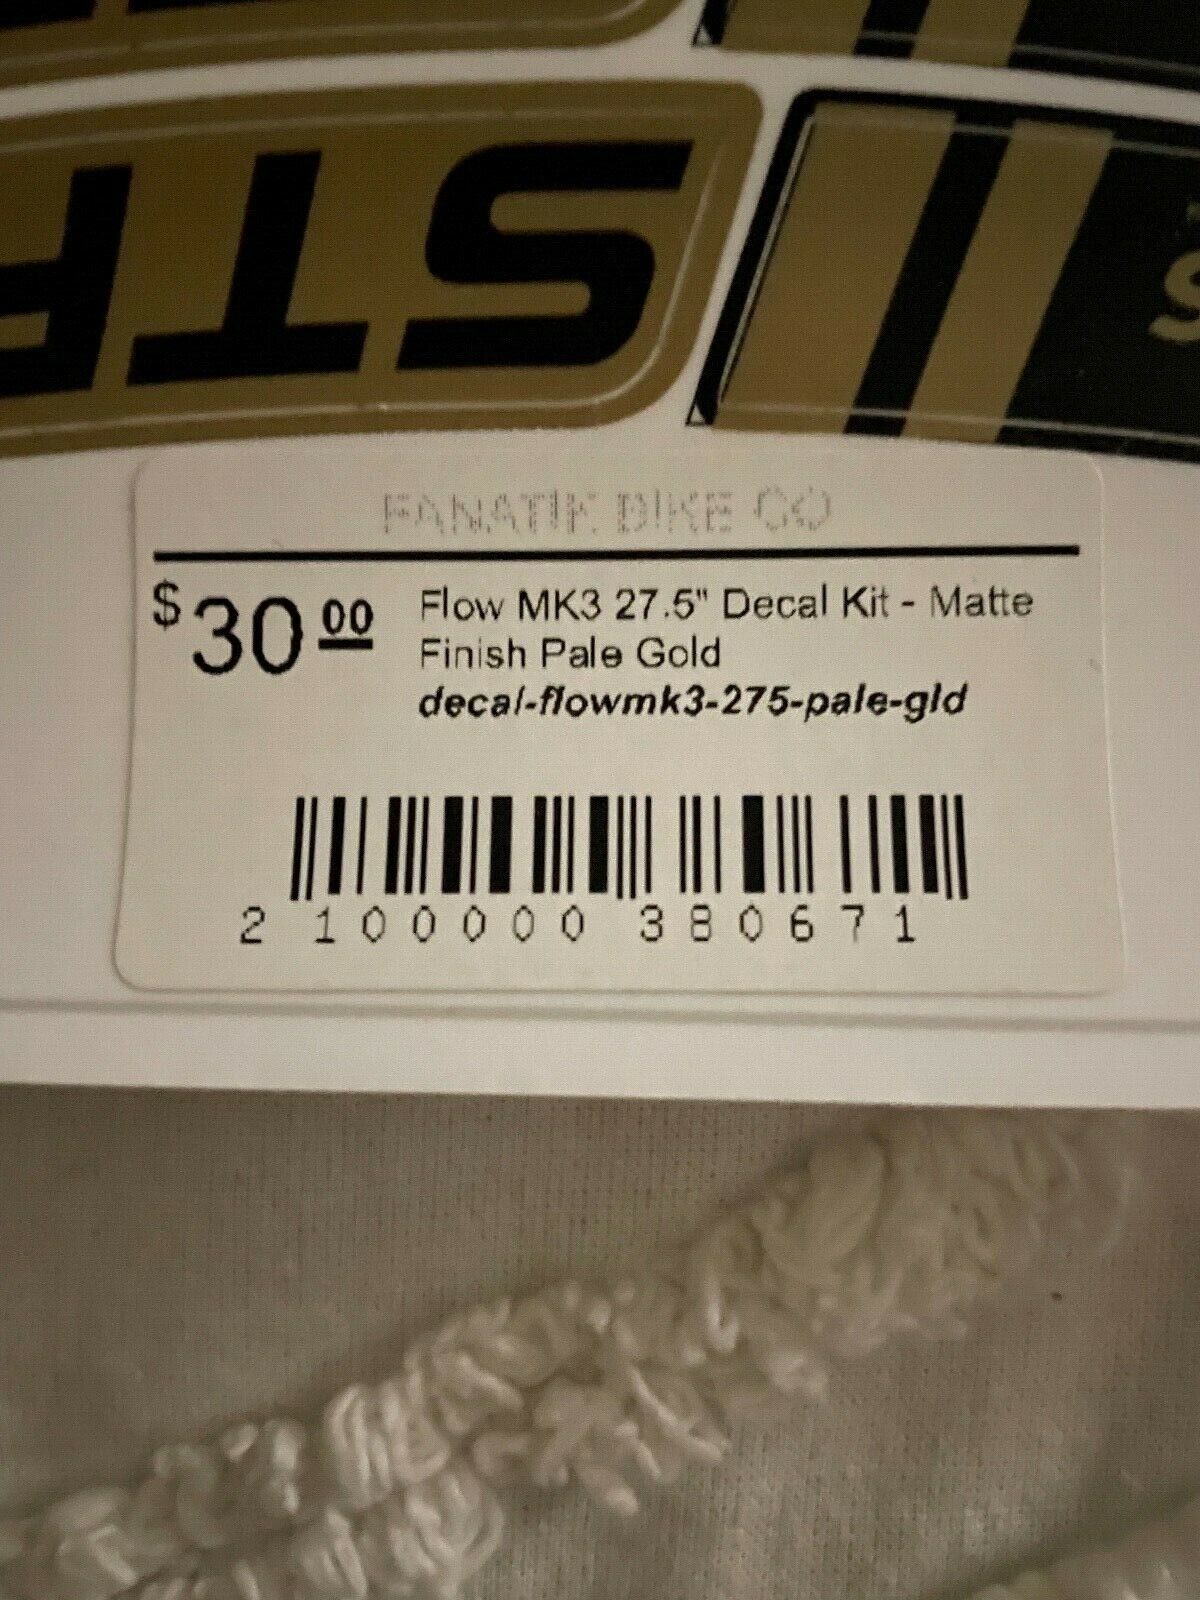 ST
FANATIK BIKE CO
$30 00
Flow MK3 27.5" Decal Kit - Matte
Finish Pale Gold
decal-flowmk3-275-pale-gld
2 100000 380671